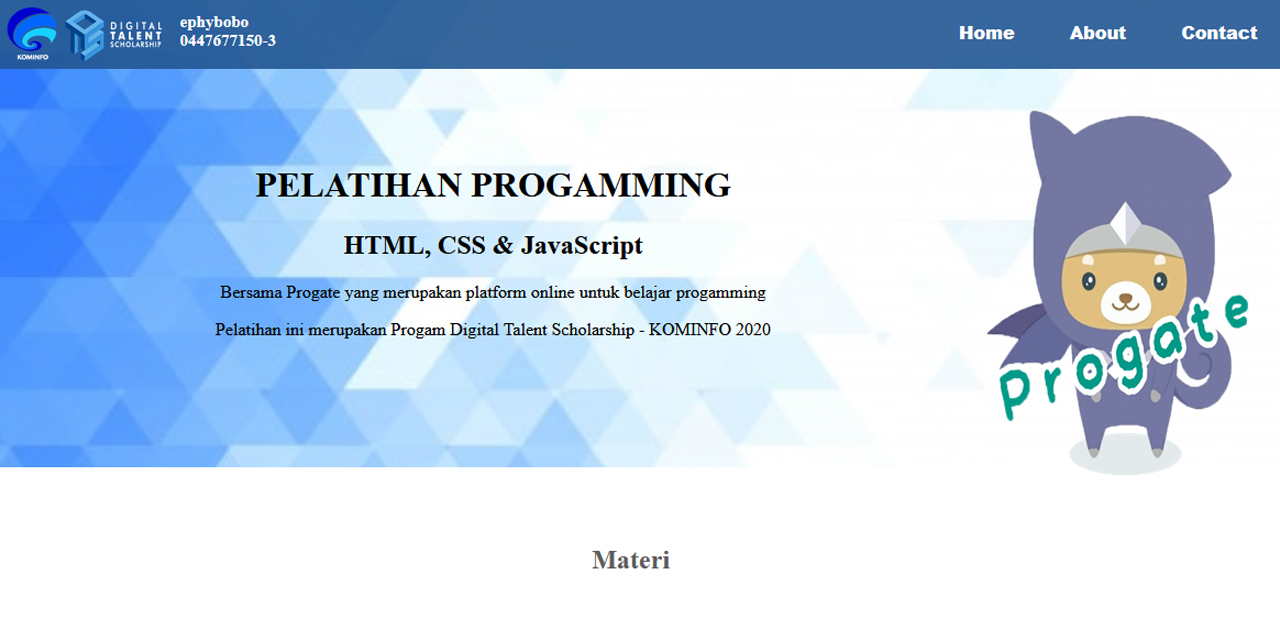 KOMINFO
DIGITAL
TALENT
SCHOLARSHIP
ephybobo
0447677150-3
Home
About
Contact
PELATIHAN PROGAMMING
HTML, CSS & JavaScript
Bersama Progate yang merupakan platform online untuk belajar progamming
Pelatihan ini merupakan Progam Digital Talent Scholarship - KOMINFO 2020
Progate
Materi